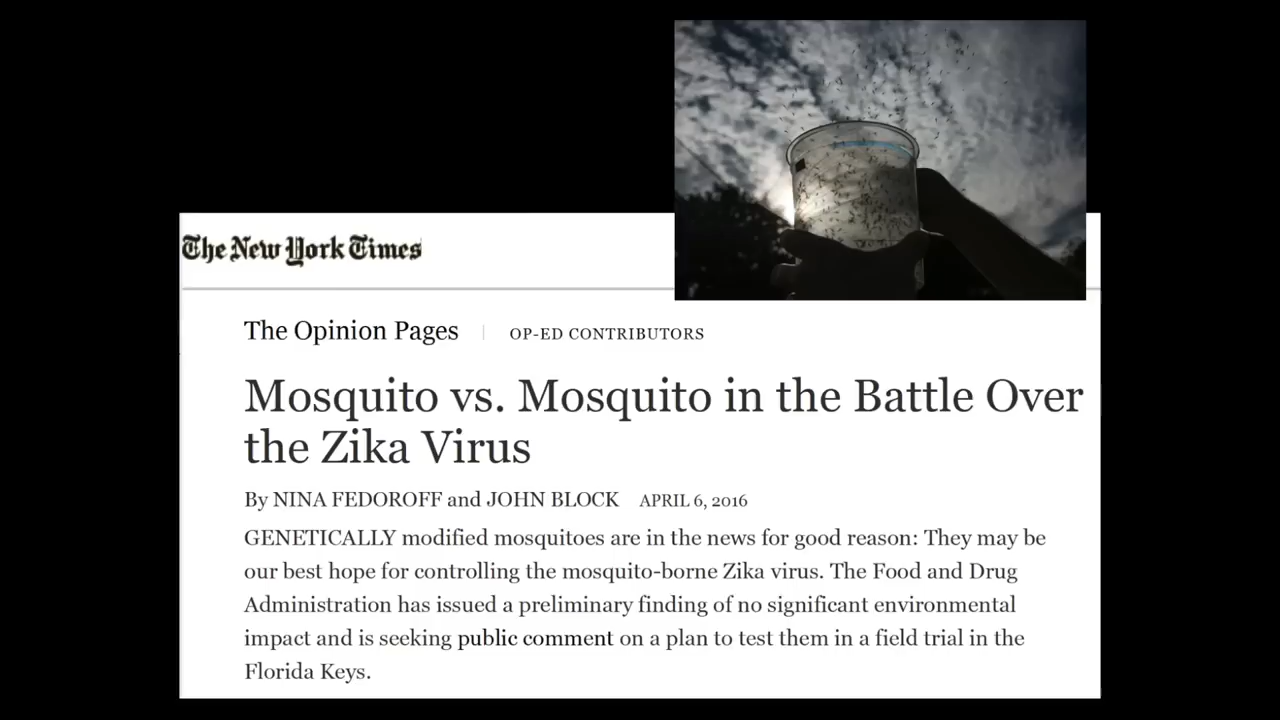 The New York Times
The Opinion Pages | OP-ED CONTRIBUTORS
Mosquito vs. Mosquito in the Battle Over
the Zika Virus
By NINA FEDOROFF and JOHN BLOCK APRIL 6, 2016
GENETICALLY modified mosquitoes are in the news for good reason: They may be
our best hope for controlling the mosquito-borne Zika virus. The Food and Drug
Administration has issued a preliminary finding of no significant environmental
impact and is seeking public comment on a plan to test them in a field trial in the
Florida Keys.